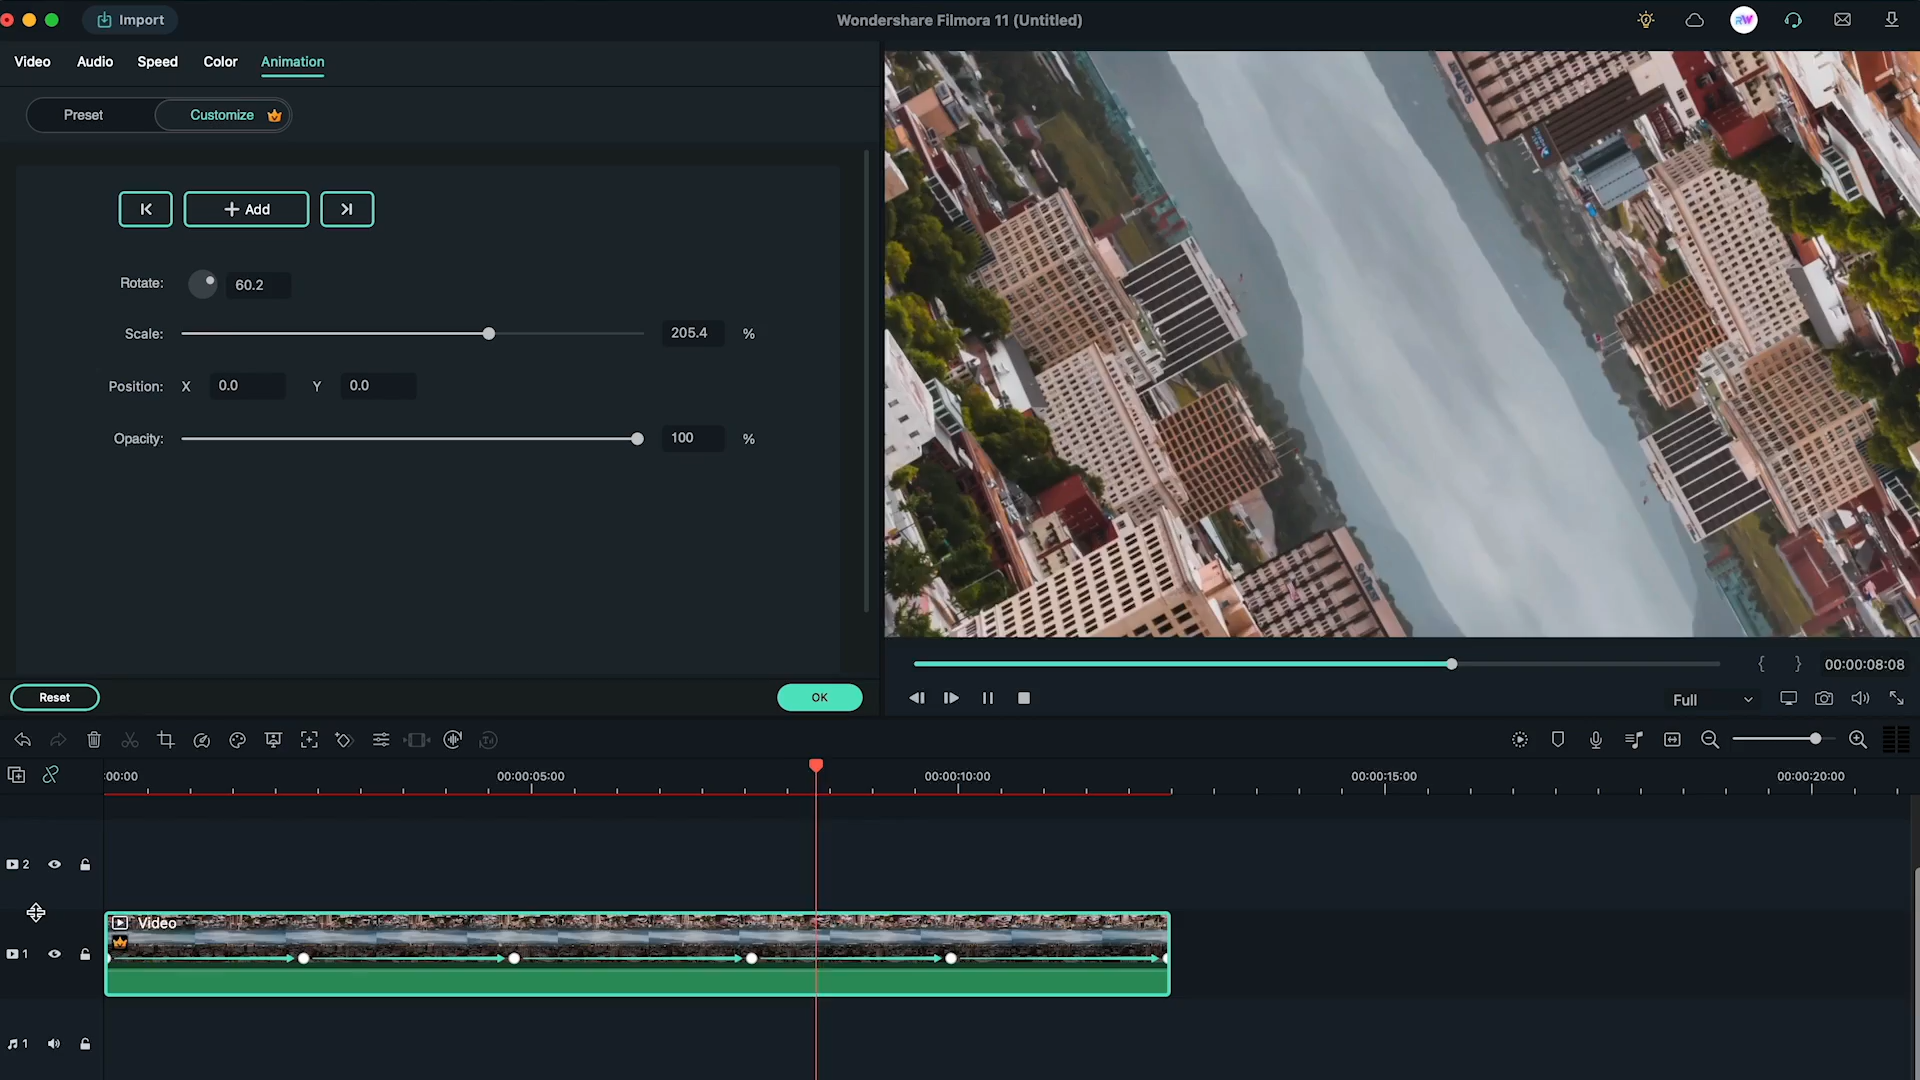 Import
Wondershare Filmora 11 (Untitled)
Video Audio Speed Color Animation
Preset Customize
Add
Rotate: 60.2
Scale: 205.4 %
Position: X 0.0 Y 0.0
Opacity: 100 %
Reset OK
{ } 00:00:08:08
Full
:00:00 00:00:05:00 00:00:10:00 00:00:15:00 00:00:20:00
2
Video
1
1